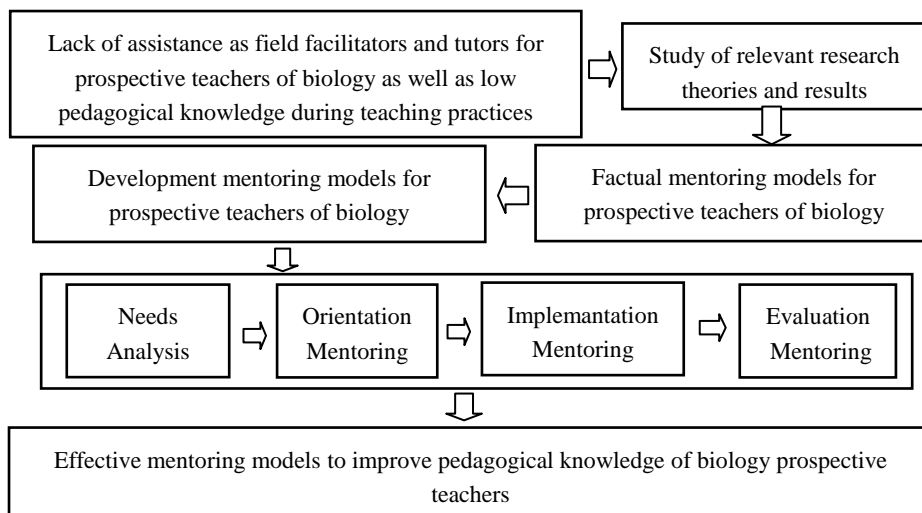 Lack of assistance as field facilitators and tutors for
prospective teachers of biology as well as low
pedagogical knowledge during teaching practices
Study of relevant research
theories and results
Factual mentoring models for
prospective teachers of biology
Development mentoring models for
prospective teachers of biology
Needs
Analysis
Orientation
Mentoring
Implemantation
Mentoring
Evaluation
Mentoring
Effective mentoring models to improve pedagogical knowledge of biology prospective
teachers